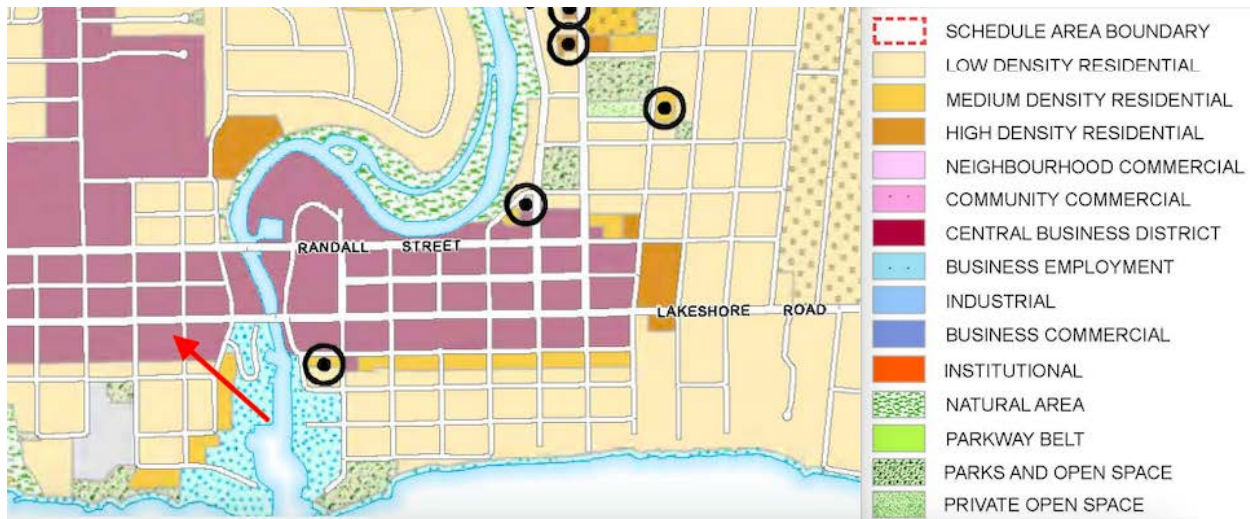 RANDALL STREET
LAKESHORE ROAD
SCHEDULE AREA BOUNDARY
LOW DENSITY RESIDENTIAL
MEDIUM DENSITY RESIDENTIAL
HIGH DENSITY RESIDENTIAL
NEIGHBOURHOOD COMMERCIAL
COMMUNITY COMMERCIAL
CENTRAL BUSINESS DISTRICT
BUSINESS EMPLOYMENT
INDUSTRIAL
BUSINESS COMMERCIAL
INSTITUTIONAL
NATURAL AREA
PARKWAY BELT
PARKS AND OPEN SPACE
PRIVATE OPEN SPACE